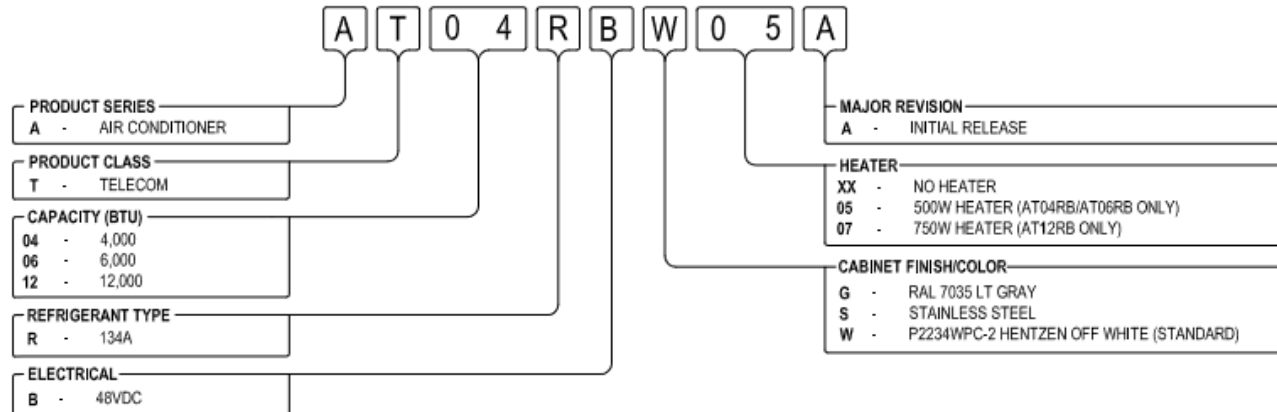 A T 0 4 R B W 0 5 A
PRODUCT SERIES
A - AIR CONDITIONER
PRODUCT CLASS
T - TELECOM
CAPACITY (BTU)
04 - 4,000
06 - 6,000
12 - 12,000
REFRIGERANT TYPE
R - 134A
ELECTRICAL
B - 48VDC
MAJOR REVISION
A - INITIAL RELEASE
HEATER
XX - NO HEATER
05 - 500W HEATER (AT04RB/AT06RB ONLY)
07 - 750W HEATER (AT12RB ONLY)
CABINET FINISH/COLOR
G - RAL 7035 LT GRAY
S - STAINLESS STEEL
W - P2234WPC-2 HENTZEN OFF WHITE (STANDARD)